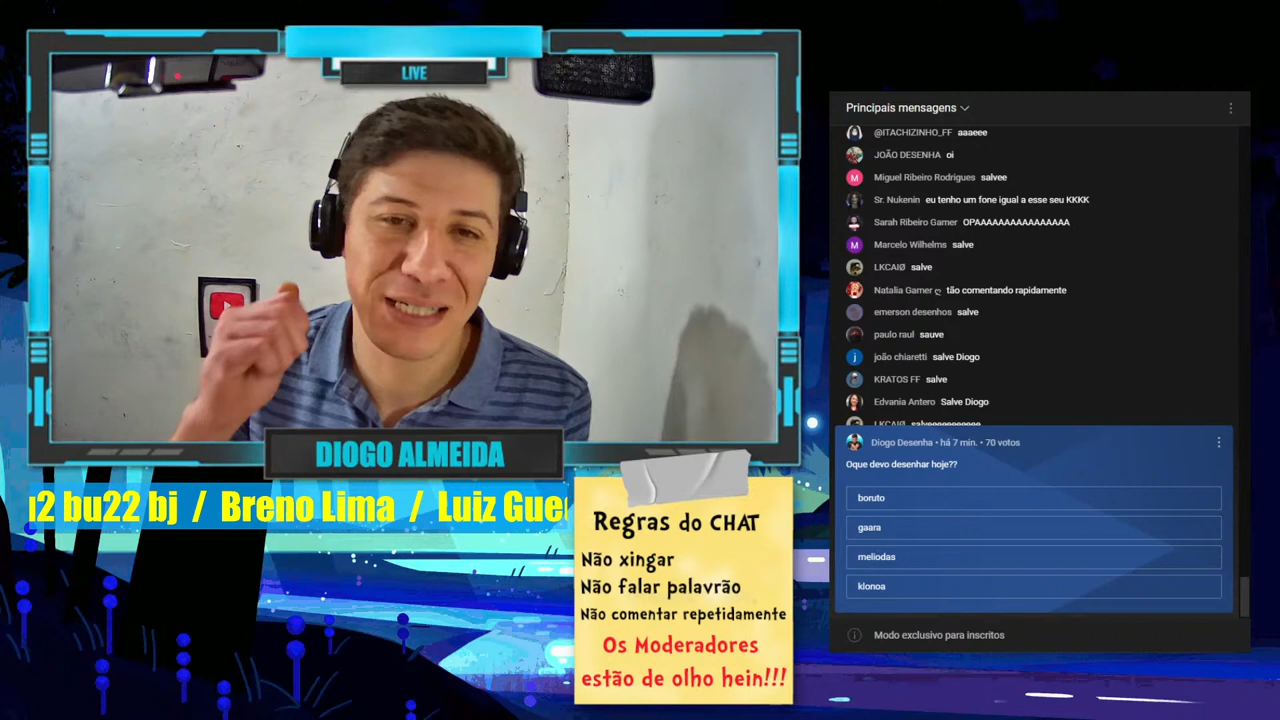 LIVE
DIOGO ALMEIDA
bu22 bj / Breno Lima / Luiz
Regras do CHAT
Não xingar
Não falar palavrão
Não comentar repetidamente
Os Moderadores
estão de olho hein!!!
Principais mensagens
@ITACHIZINHO_FF aaaeee
JOÃO DESENHA oi
M Miguel Ribeiro Rodrigues salvee
Sr. Nukenin eu tenho um fone igual a esse seu KKKK
Sarah Ribeiro Gamer OPAAAAAAAAAAAAAAAA
M Marcelo Wilhelms salve
LKCAIØ salve
Natalia Gamer ღ tão comentando rapidamente
emerson desenhos salve
paulo raul sauve
j joão chiaretti salve Diogo
KRATOS FF salve
Edvania Antero Salve Diogo
LKCAIØ
Diogo Desenha • há 7 min. • 70 votos
Oque devo desenhar hoje??
boruto
gaara
meliodas
klonoa
Modo exclusivo para inscritos